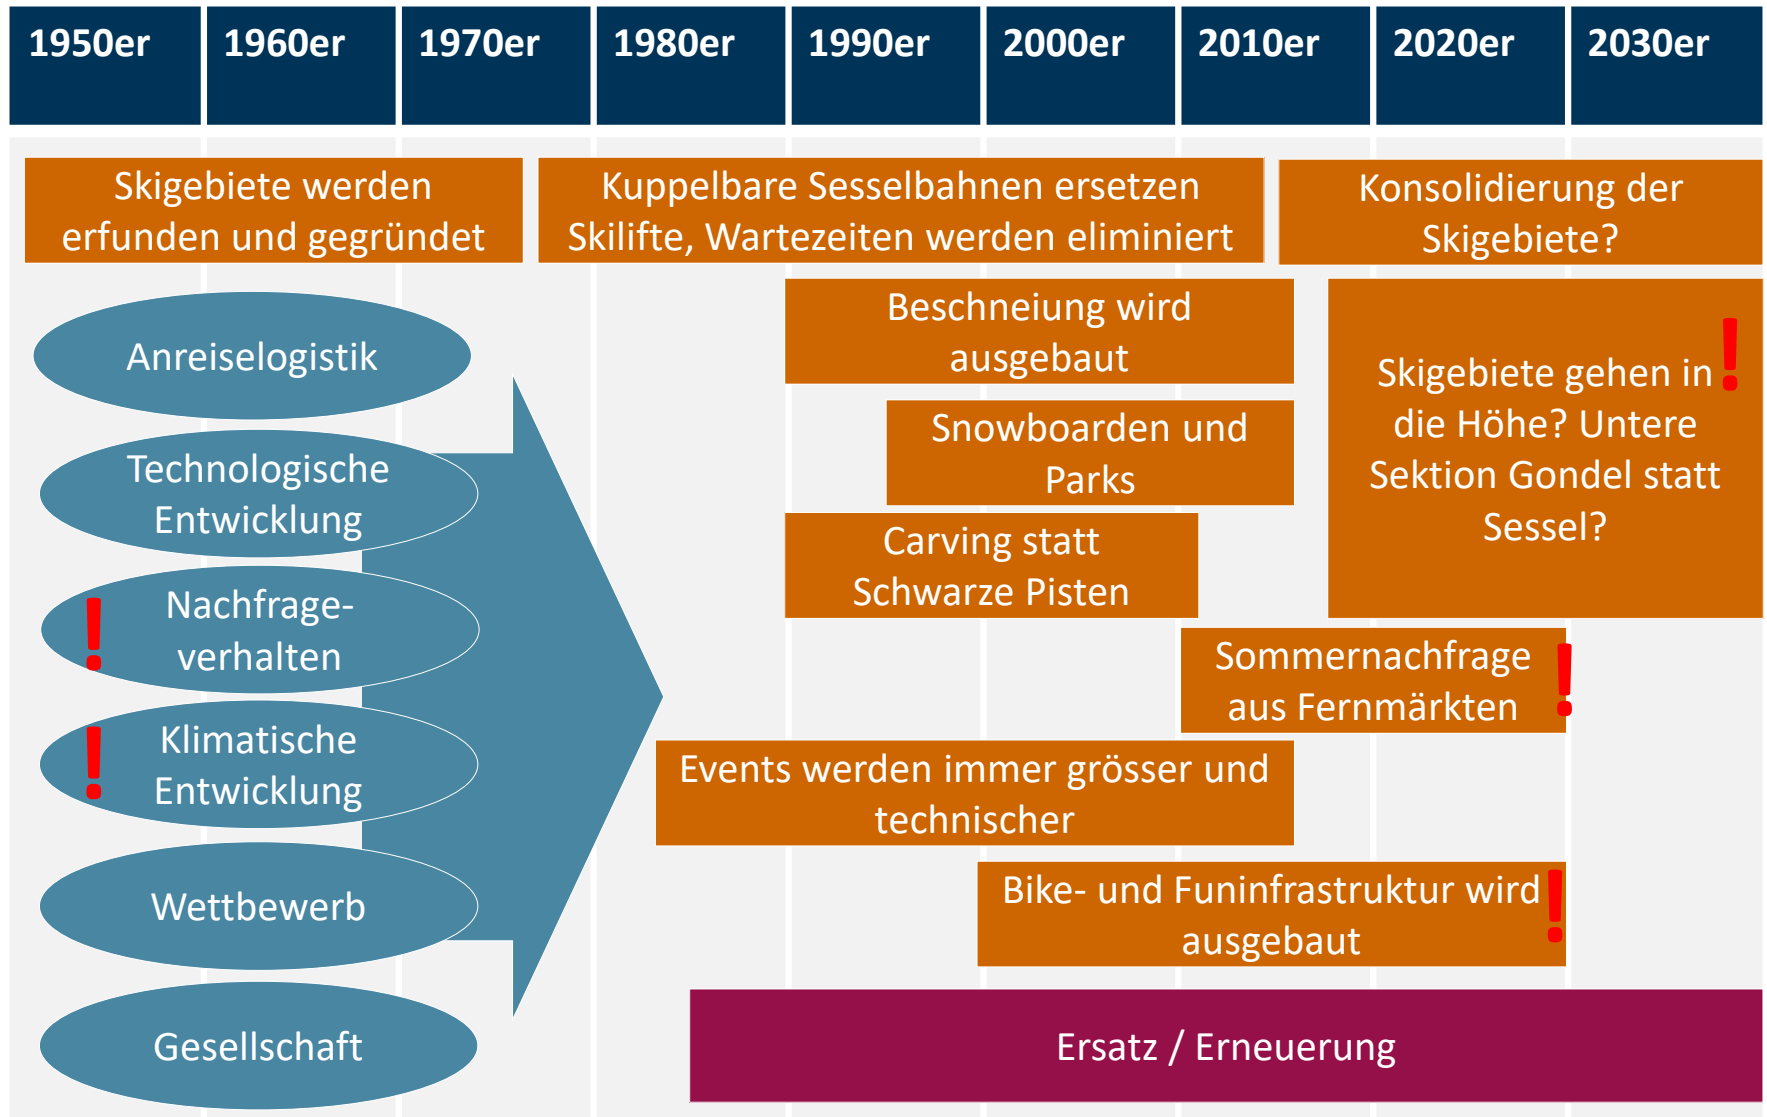 1950er
1960er
1970er
1980er
1990er
2000er
2010er
2020er
2030er
Skigebiete werden
erfunden und gegründet
Kuppelbare Sesselbahnen ersetzen
Skilifte, Wartezeiten werden eliminiert
Konsolidierung der
Skigebiete?
Anreiselogistik
Technologische
Entwicklung
!
Nachfrage-
verhalten
!
Klimatische
Entwicklung
Wettbewerb
Gesellschaft
Beschneiung wird
ausgebaut
Snowboarden und
Parks
Carving statt
Schwarze Pisten
Skigebiete gehen in
die Höhe? Untere
Sektion Gondel statt
Sessel?
!
Sommernachfrage
aus Fernmärkten
!
Events werden immer grösser und
technischer
Bike- und Funinfrastruktur wird
ausgebaut
!
Ersatz / Erneuerung